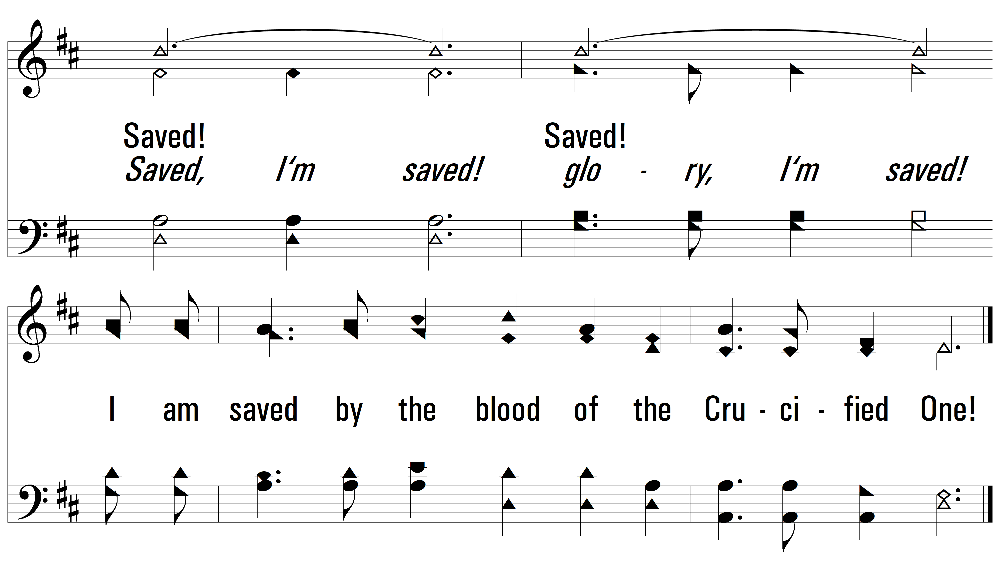 Saved! Saved!
Saved, I‘m saved! glo - ry, I‘m saved!
I am saved by the blood of the Cru - ci - fied One!